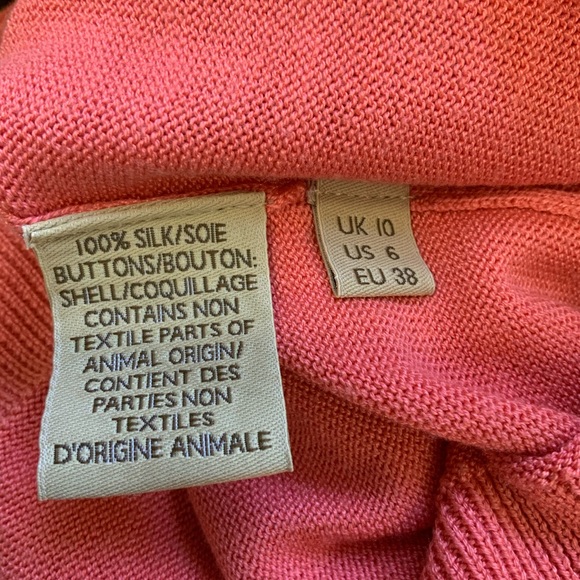 100% SILK/SOIE
BUTTONS/BOUTON:
SHELL/COQUILLAGE
CONTAINS NON
TEXTILE PARTS OF
ANIMAL ORIGIN/
CONTIENT DES
PARTIES NON
TEXTILES
D'ORIGINE ANIMALE
UK 10
US 6
EU 38